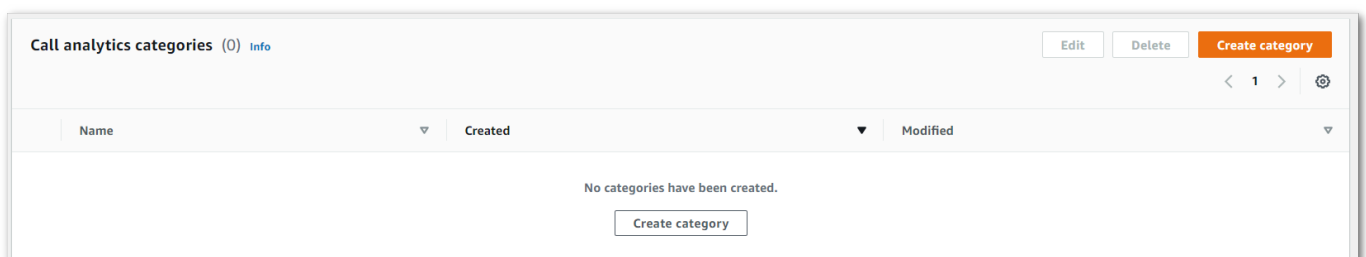 Call analytics categories (0) Info Edit Delete Create category
1
Name Created Modified
No categories have been created.
Create category